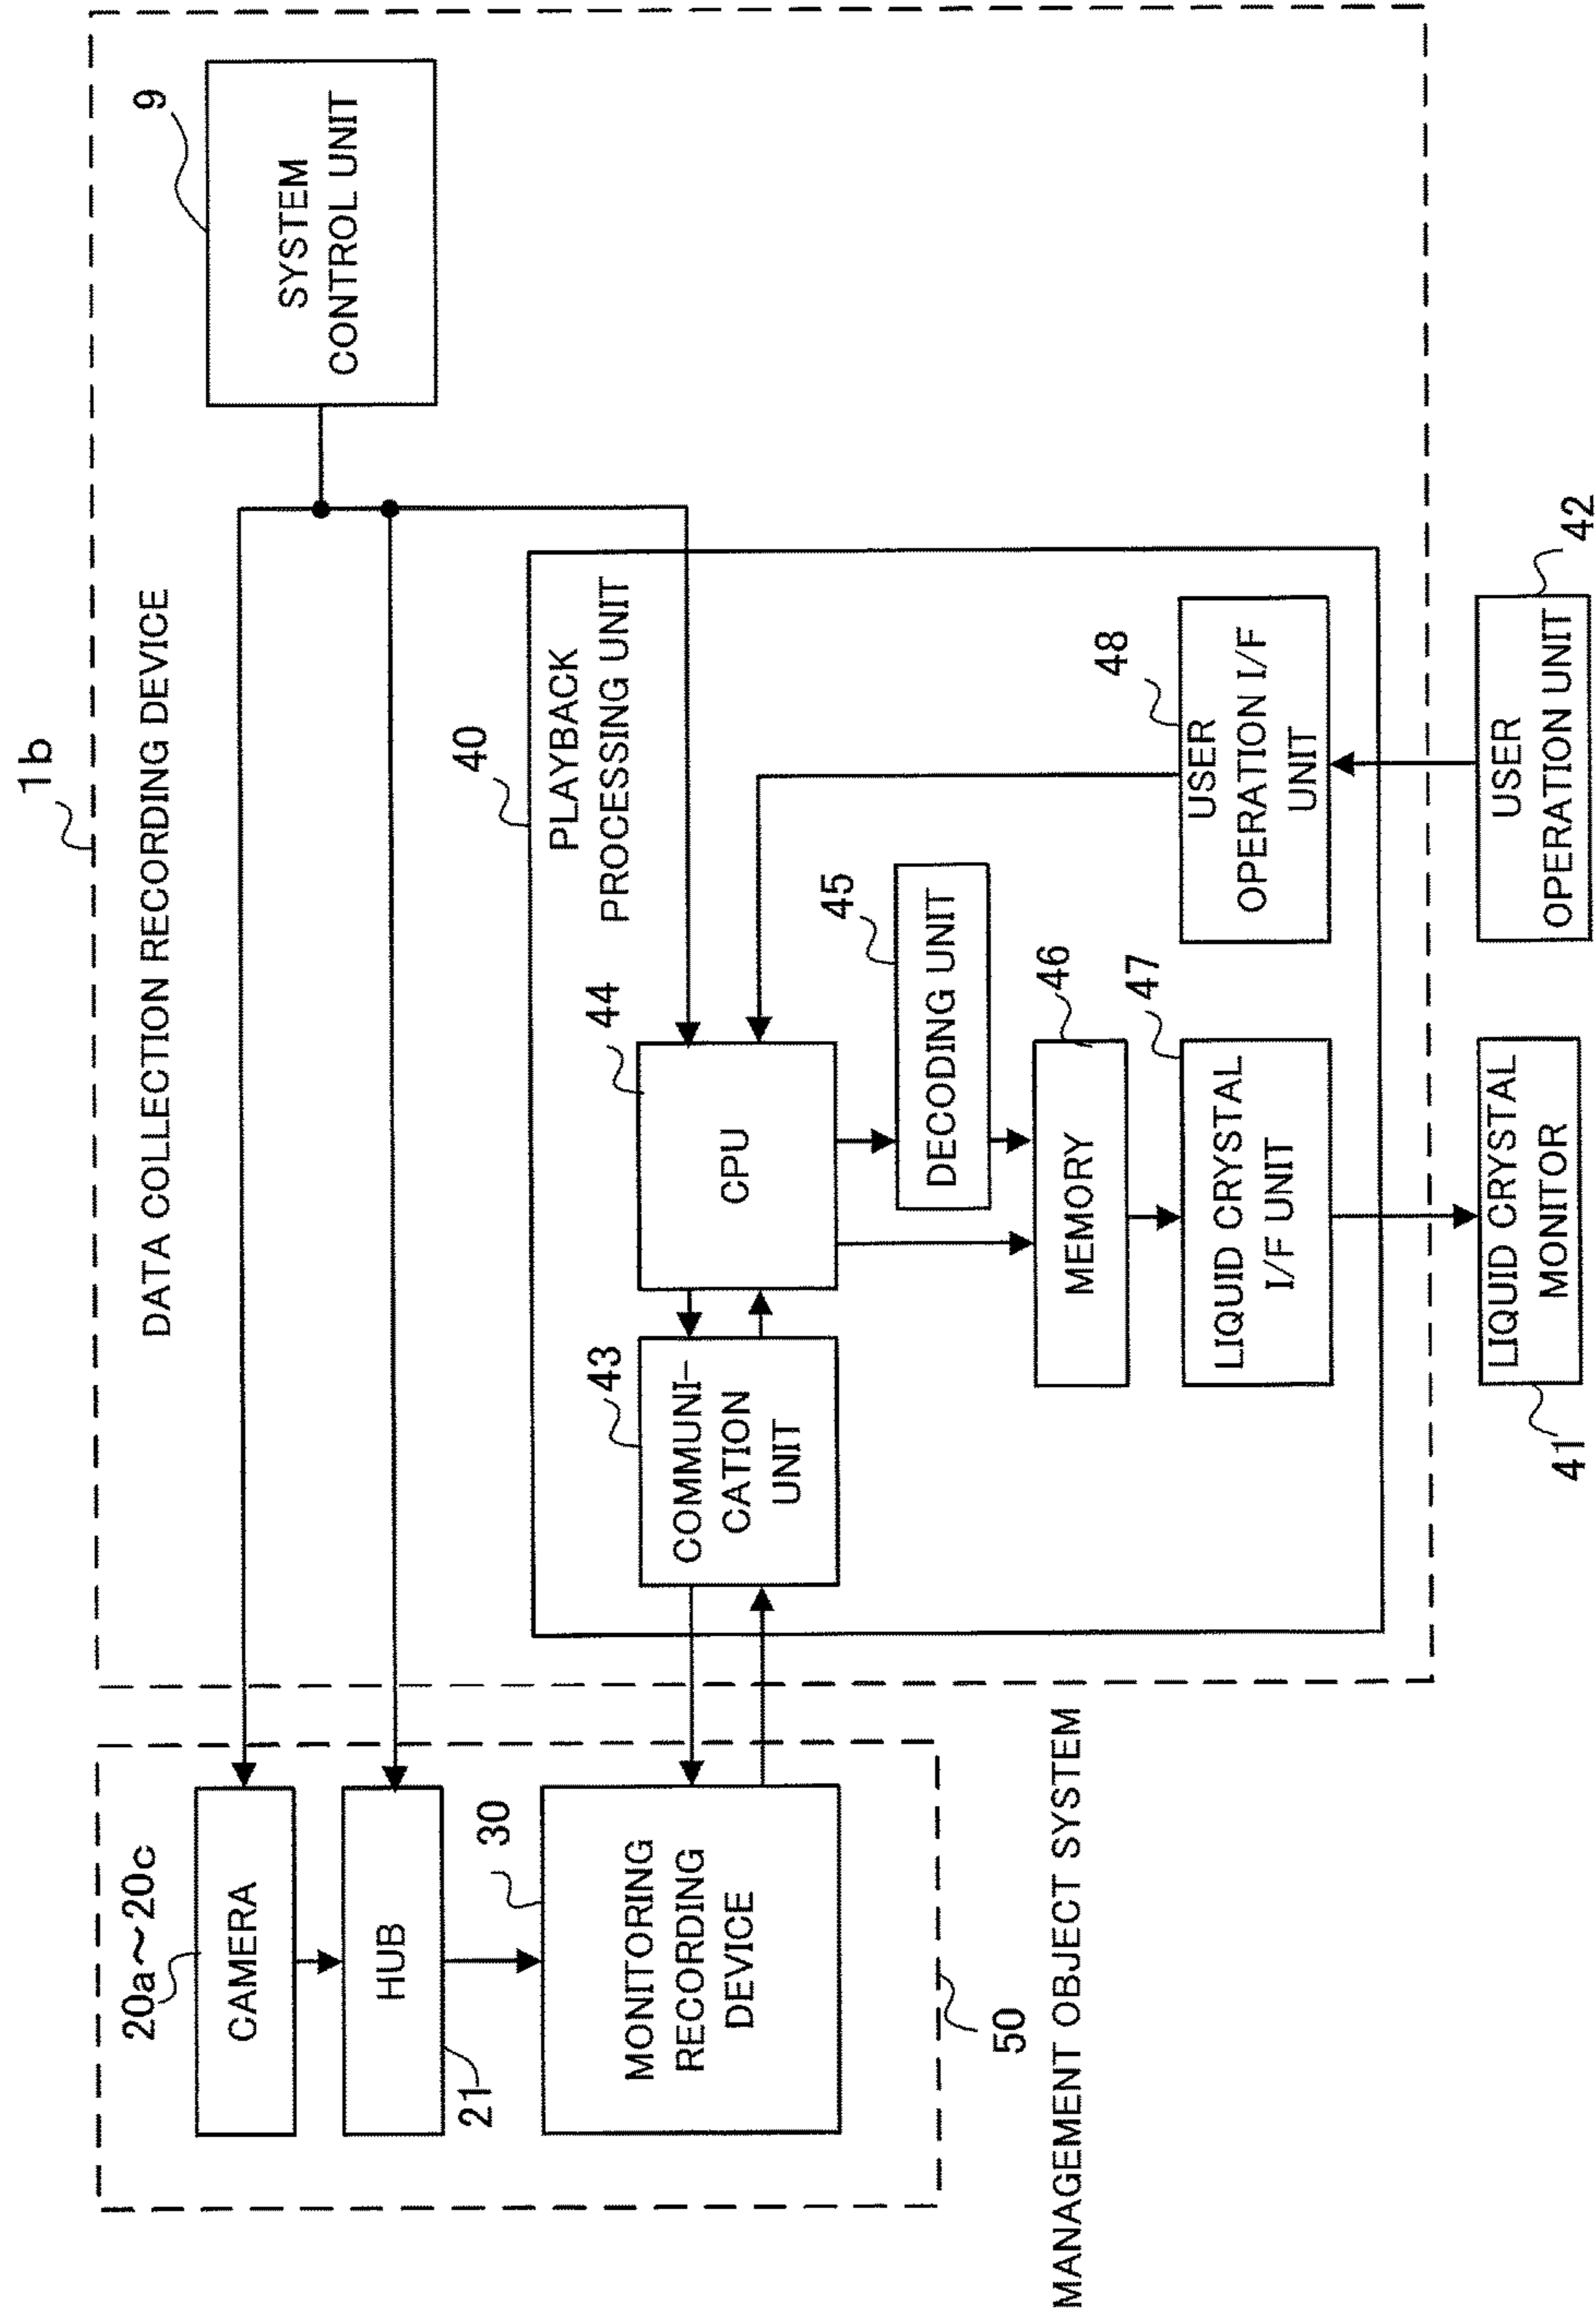 1b
DATA COLLECTION RECORDING DEVICE
9
SYSTEM
CONTROL UNIT
20a～20c
CAMERA
HUB
21
30
MONITORING
RECORDING
DEVICE
50
MANAGEMENT OBJECT SYSTEM
40
PLAYBACK
PROCESSING UNIT
43
COMMUNI-
CATION
UNIT
44
CPU
45
DECODING UNIT
46
MEMORY
47
LIQUID CRYSTAL
I/F UNIT
48
USER
OPERATION I/F
UNIT
41
LIQUID CRYSTAL
MONITOR
42
USER
OPERATION UNIT